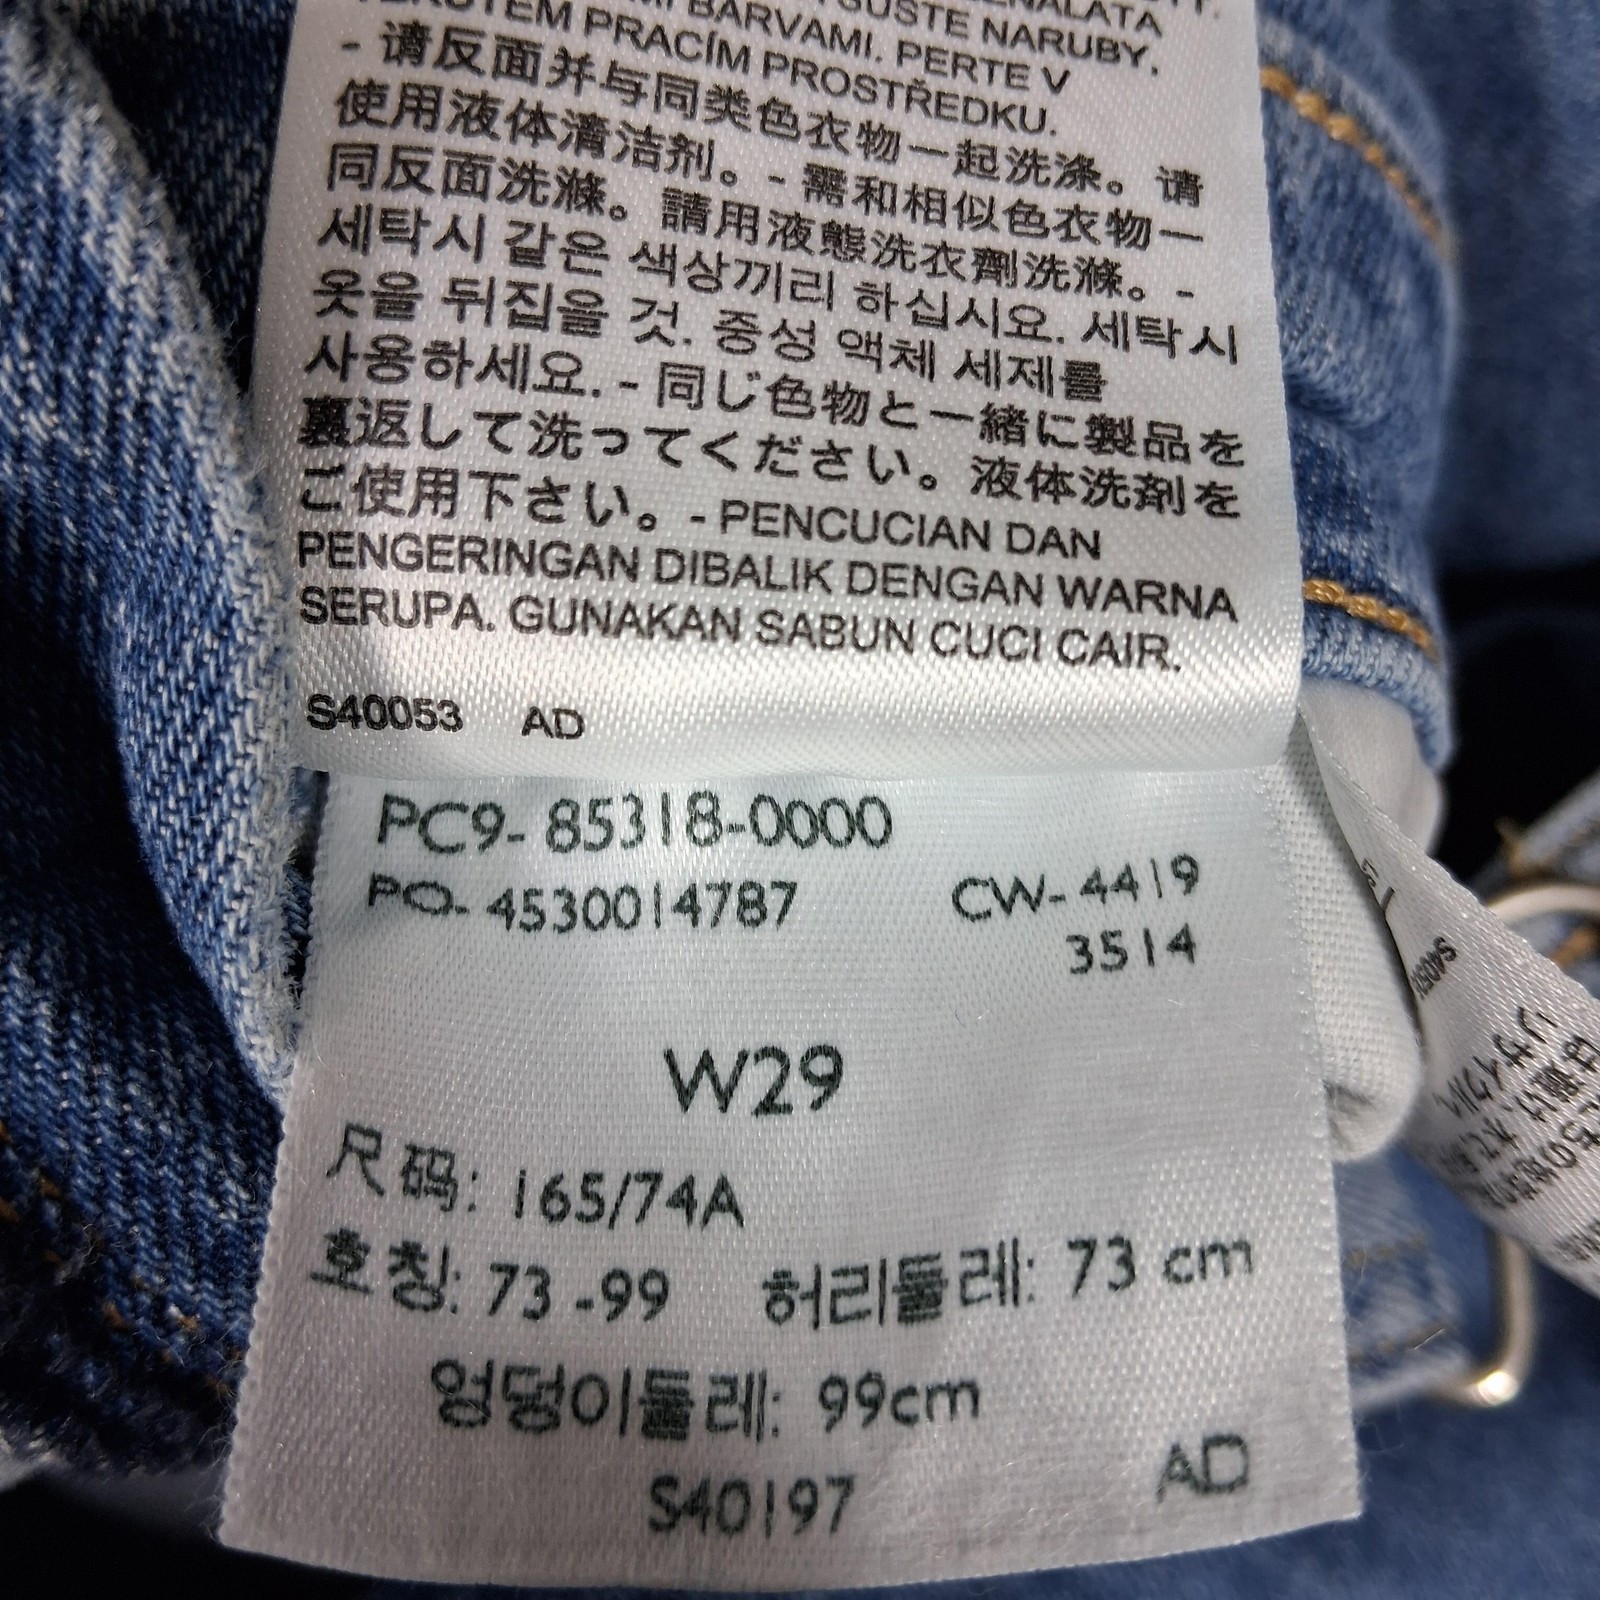 ENALATA
BARVAMI. PERTE V
SUSTE NARUBY.
PRACÍM PROSTŘEDKU.
- 请反面并与同类色衣物一起洗涤。请
使用液体清洁剂。- 需和相似色衣物一
同反面洗滌。請用液態洗衣劑洗滌。-
세탁시 같은 색상끼리 하십시요. 세탁시
옷을 뒤집을 것. 중성 액체 세제를
사용하세요. - 同じ色物と一緒に製品を
裏返して洗ってください。液体洗剤を
ご使用下さい。- PENCUCIAN DAN
PENGERINGAN DIBALIK DENGAN WARNA
SERUPA. GUNAKAN SABUN CUCI CAIR.
S40053 AD
PC9- 85318-0000
PO- 4530014787 CW- 4419
3514
W29
尺码: 165/74A
호칭: 73 -99 허리둘레: 73 cm
엉덩이둘레: 99cm
S40197 AD